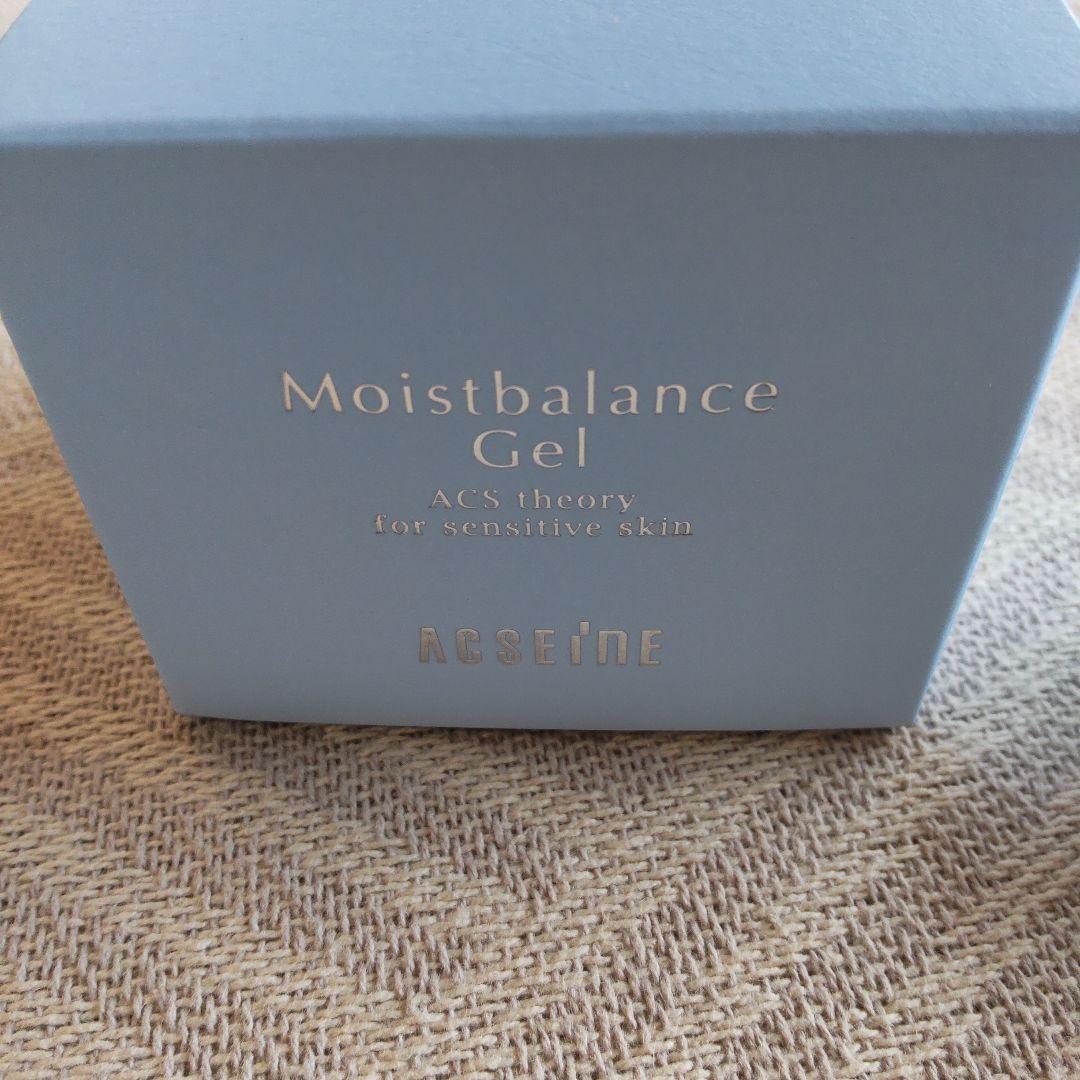 Moistbalance
Gel
ACS theory
for sensitive skin
ACSEINE